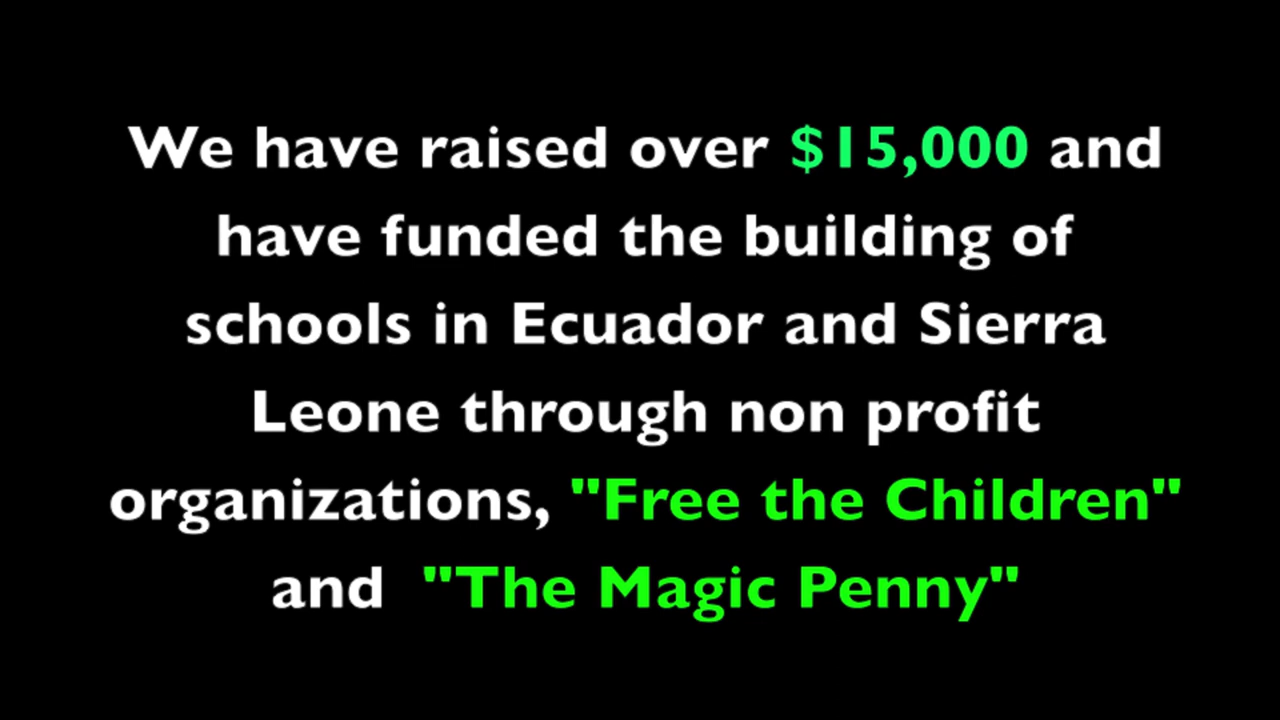 We have raised over $15,000 and
have funded the building of
schools in Ecuador and Sierra
Leone through non profit
organizations, "Free the Children"
and  "The Magic Penny"